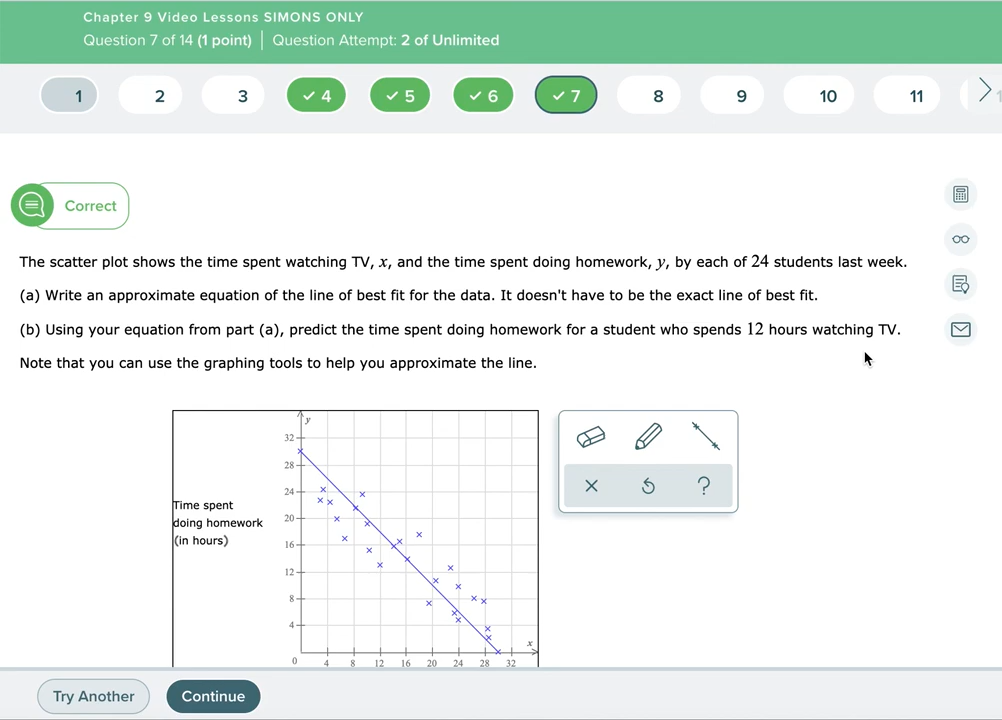 Chapter 9 Video Lessons SIMONS ONLY
Question 7 of 14 (1 point) | Question Attempt: 2 of Unlimited
1 2 3 ✓ 4 ✓ 5 ✓ 6 ✓ 7 8 9 10 11
Correct
The scatter plot shows the time spent watching TV, x, and the time spent doing homework, y, by each of 24 students last week.
(a) Write an approximate equation of the line of best fit for the data. It doesn't have to be the exact line of best fit.
(b) Using your equation from part (a), predict the time spent doing homework for a student who spends 12 hours watching TV.
Note that you can use the graphing tools to help you approximate the line.
y
32
28
24
20
16
12
8
4
Time spent
doing homework
(in hours)
x
0 4 8 12 16 20 24 28 32
?
Try Another
Continue